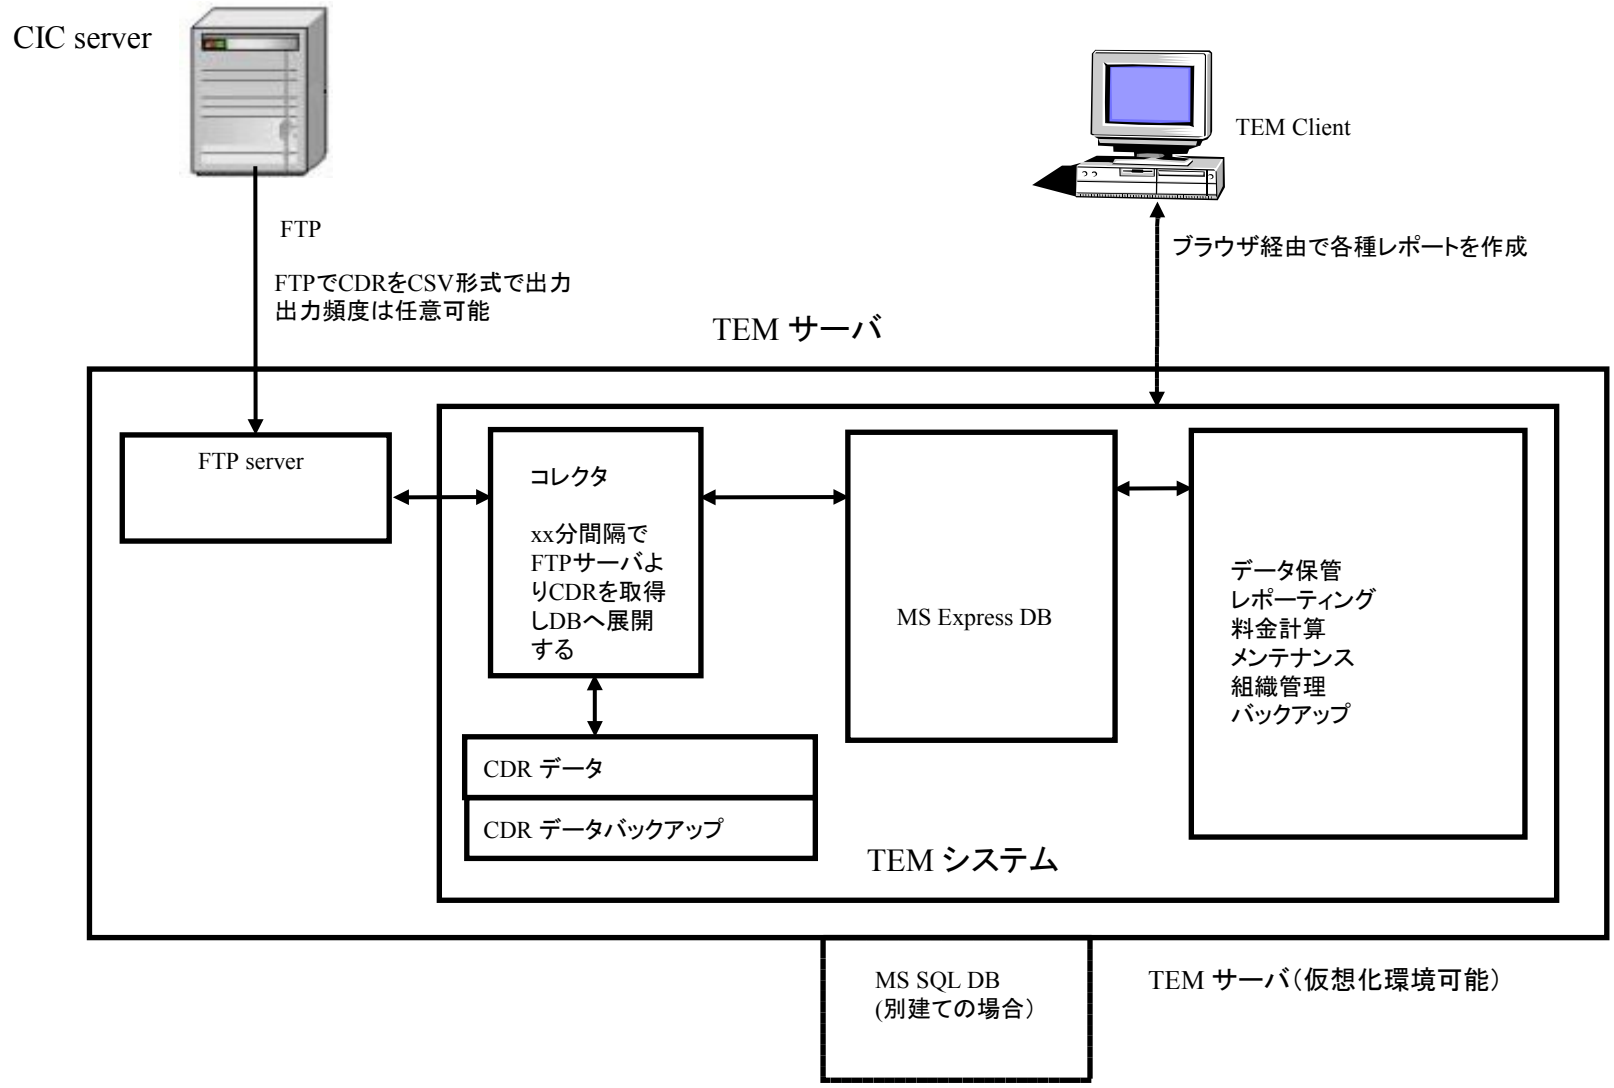 CIC server
TEM Client
FTP
ブラウザ経由で各種レポートを作成
FTPでCDRをCSV形式で出力
出力頻度は任意可能
TEM サーバ
FTP server
コレクタ
xx分間隔で
FTPサーバよ
りCDRを取得
しDBへ展開
する
MS Express DB
データ保管
レポーティング
料金計算
メンテナンス
組織管理
バックアップ
CDR データ
CDR データバックアップ
TEM システム
MS SQL DB
(別建ての場合）
TEM サーバ（仮想化環境可能）